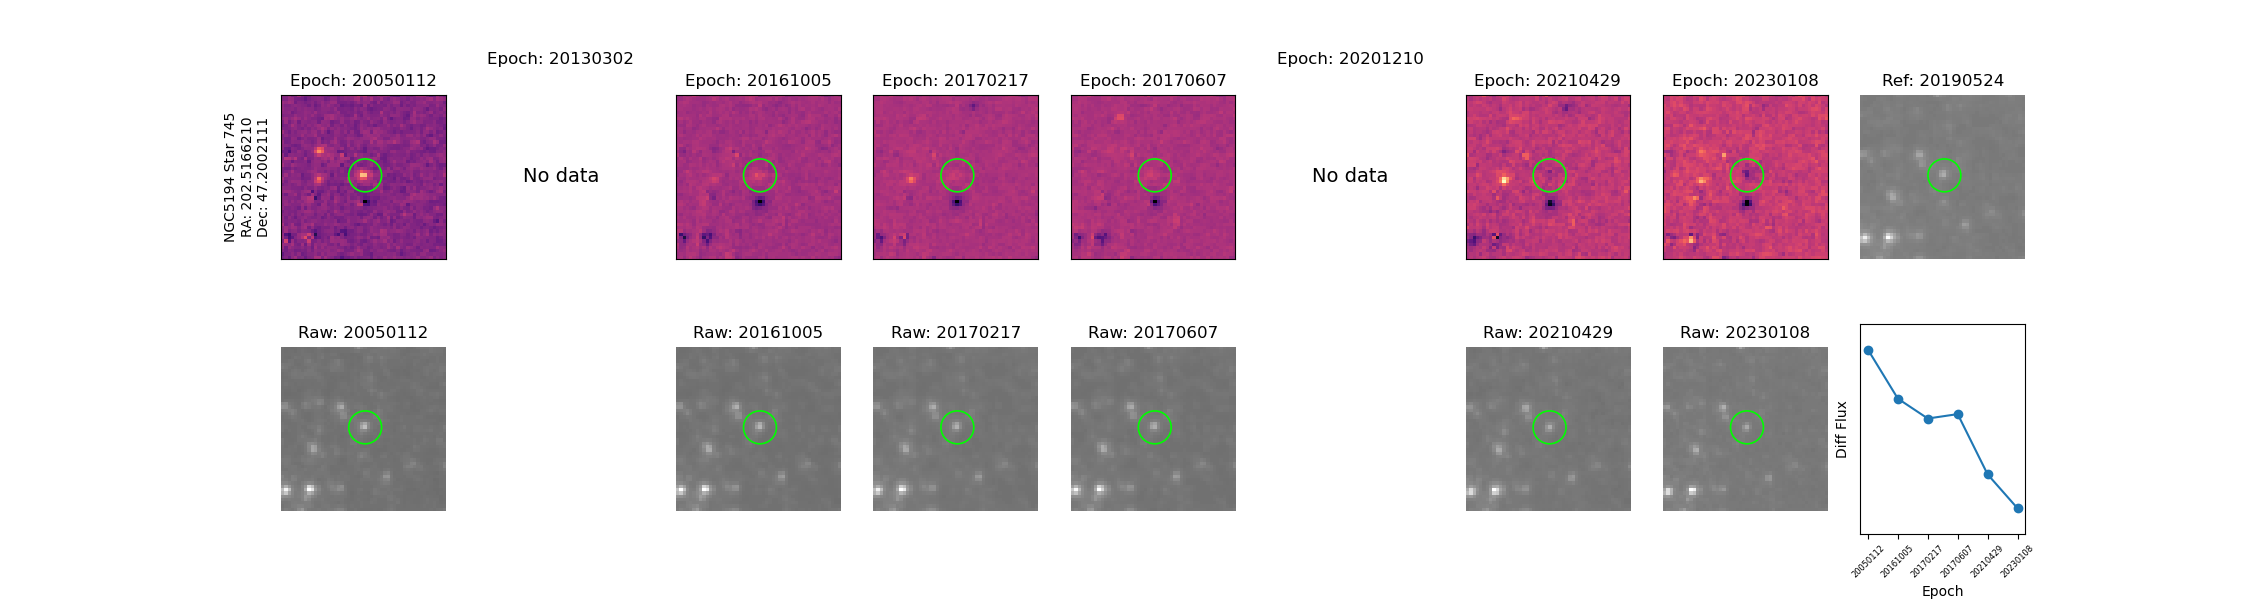 Epoch: 20130302
Epoch: 20201210
Epoch: 20050112
Epoch: 20161005
Epoch: 20170217
Epoch: 20170607
Epoch: 20210429
Epoch: 20230108
Ref: 20190524
NGC5194 Star 745
RA: 202.5166210
Dec: 47.2002111
No data
No data
Raw: 20050112
Raw: 20161005
Raw: 20170217
Raw: 20170607
Raw: 20210429
Raw: 20230108
Diff Flux
20050112
20161005
20170217
20170607
20210429
20230108
Epoch